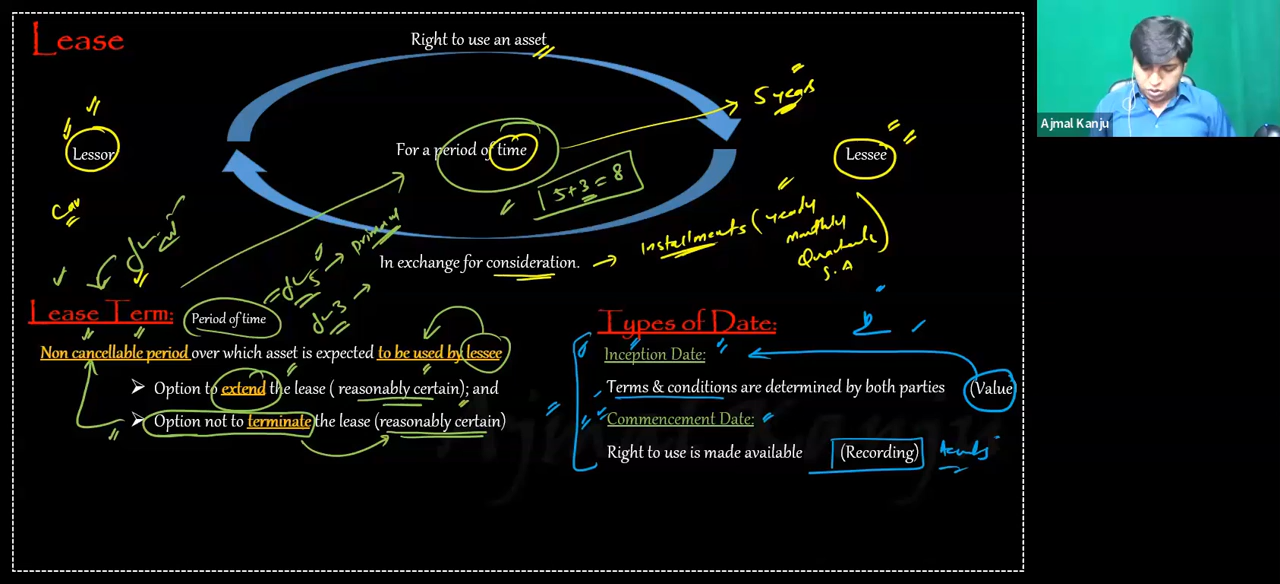 Lease
Right to use an asset
5 years
Ajmal Kanju
Lessor
For a period of time
Lessee
5+3=8
Car
Installments (yearly
Monthly
S.A
In exchange for consideration.
Lease Term: Period of time
Non cancellable period over which asset is expected to be used by lessee
➢ Option to extend the lease ( reasonably certain); and
➢ Option not to terminate the lease (reasonably certain)
Types of Date:
Inception Date:
Terms & conditions are determined by both parties (Value
Commencement Date:
Right to use is made available (Recording)
Ajmal Kanju